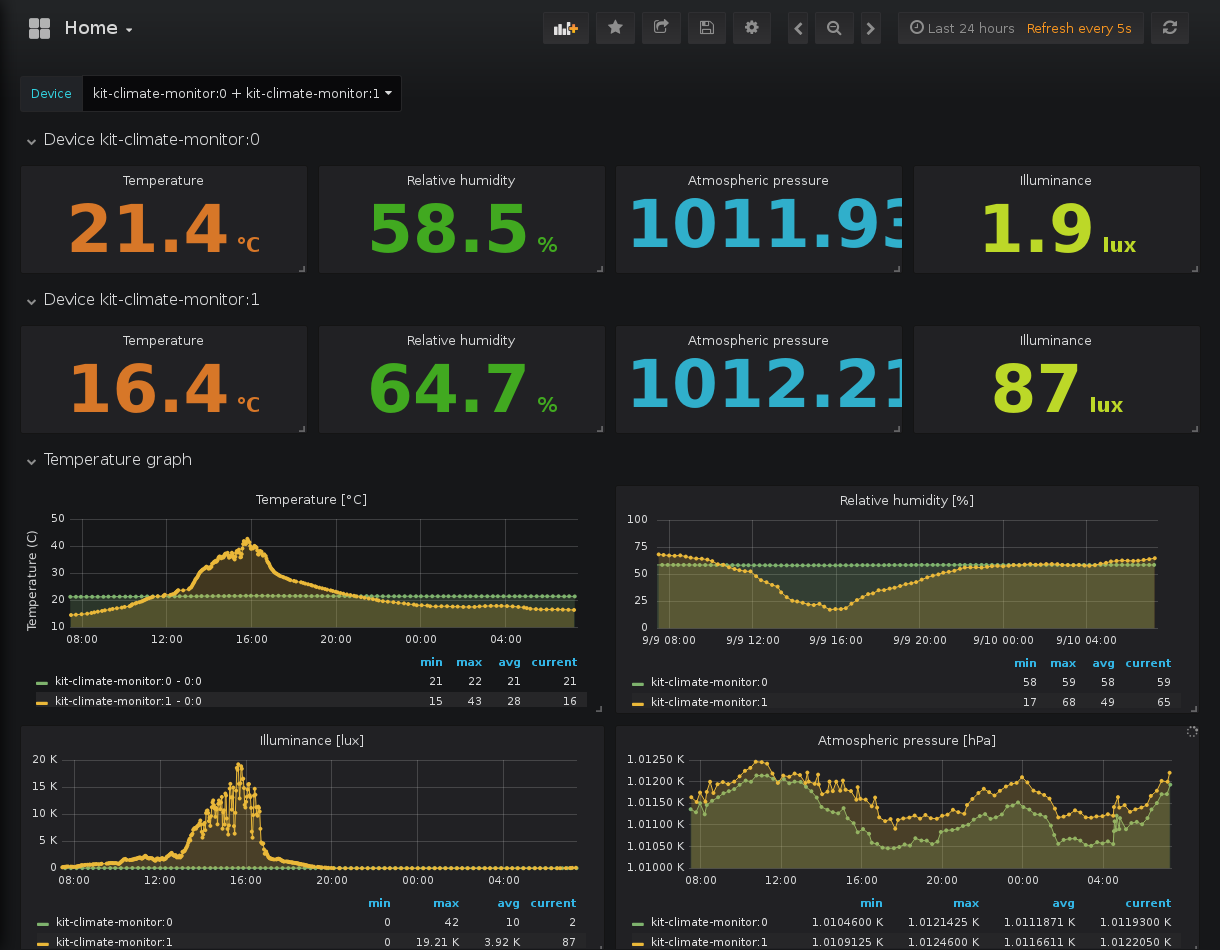 Home
Last 24 hours Refresh every 5s
Device kit-climate-monitor:0 + kit-climate-monitor:1
Device kit-climate-monitor:0
Temperature Relative humidity Atmospheric pressure Illuminance
21.4 °C 58.5 % 1011.93 1.9 lux
Device kit-climate-monitor:1
Temperature Relative humidity Atmospheric pressure Illuminance
16.4 °C 64.7 % 1012.21 87 lux
Temperature graph
Temperature [°C]
Temperature (C)
50
40
30
20
10
08:00 12:00 16:00 20:00 00:00 04:00
min max avg current
kit-climate-monitor:0 - 0:0 21 22 21 21
kit-climate-monitor:1 - 0:0 15 43 28 16
Relative humidity [%]
100
75
50
25
0
9/9 08:00 9/9 12:00 9/9 16:00 9/9 20:00 9/10 00:00 9/10 04:00
min max avg current
kit-climate-monitor:0 58 59 58 59
kit-climate-monitor:1 17 68 49 65
Illuminance [lux]
20 K
15 K
10 K
5 K
0
08:00 12:00 16:00 20:00 00:00 04:00
min max avg current
kit-climate-monitor:0 0 42 10 2
kit-climate-monitor:1 0 19.21 K 3.92 K 87
Atmospheric pressure [hPa]
1.01250 K
1.01200 K
1.01150 K
1.01100 K
1.01050 K
1.01000 K
08:00 12:00 16:00 20:00 00:00 04:00
min max avg current
kit-climate-monitor:0 1.0104600 K 1.0121425 K 1.0111871 K 1.0119300 K
kit-climate-monitor:1 1.0109125 K 1.0124600 K 1.0116611 K 1.0122050 K